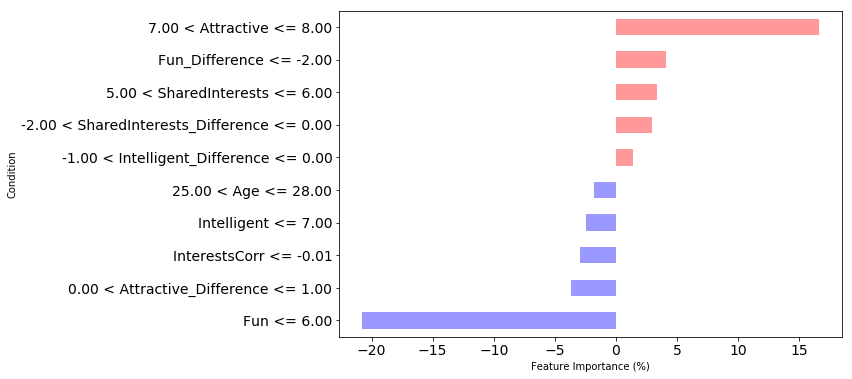 7.00 < Attractive <= 8.00
Fun_Difference <= -2.00
5.00 < SharedInterests <= 6.00
-2.00 < SharedInterests_Difference <= 0.00
-1.00 < Intelligent_Difference <= 0.00
25.00 < Age <= 28.00
Intelligent <= 7.00
InterestsCorr <= -0.01
0.00 < Attractive_Difference <= 1.00
Fun <= 6.00
Condition
−20 −15 −10 −5 0 5 10 15
Feature Importance (%)